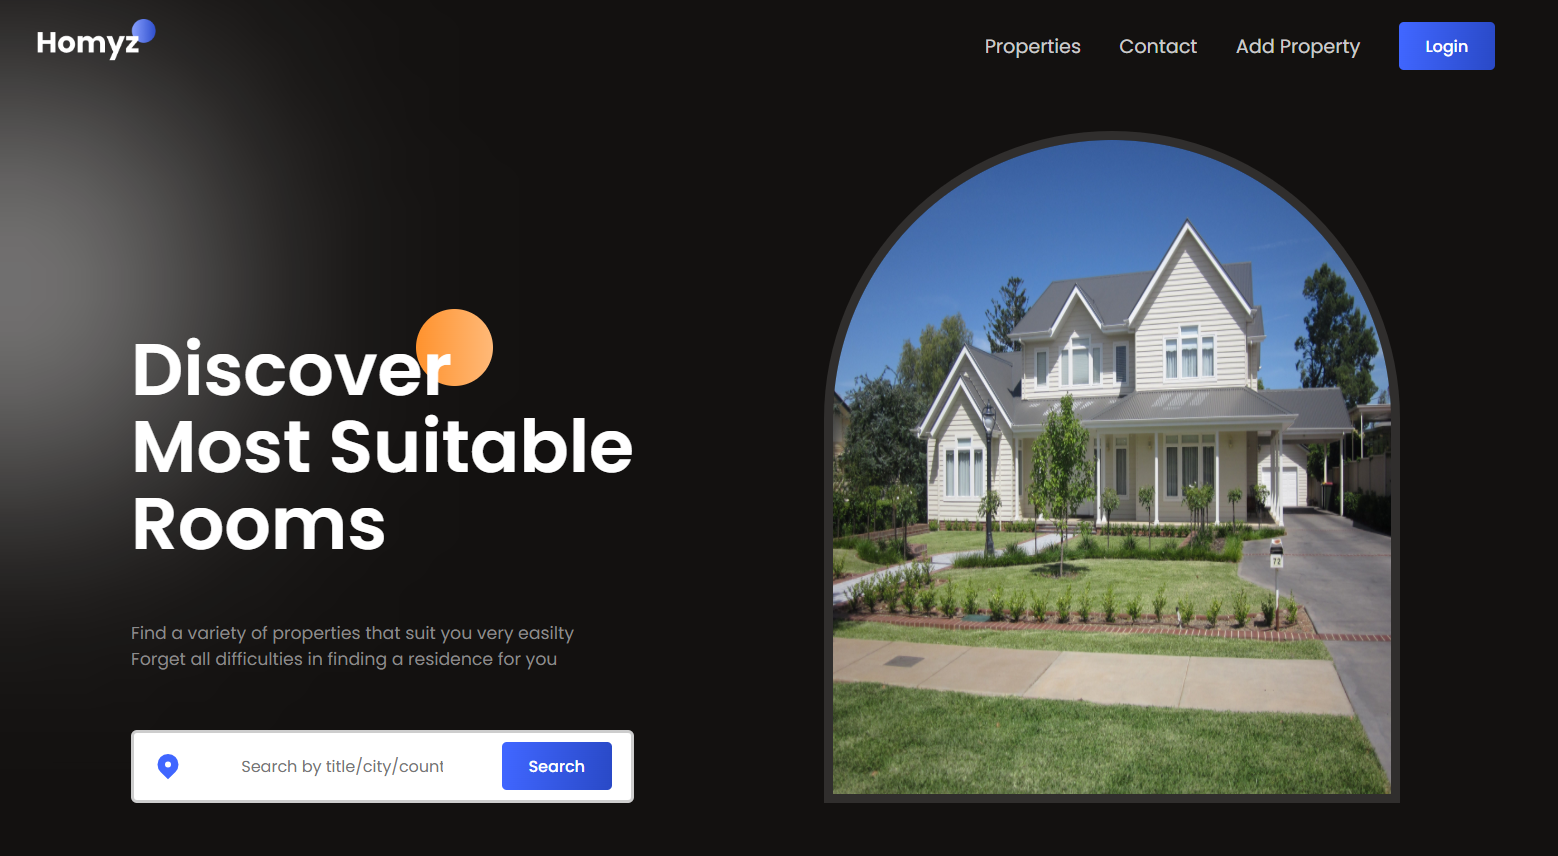 Homyz
Properties
Contact
Add Property
Login
Discover
Most Suitable
Rooms
Find a variety of properties that suit you very easilty
Forget all difficulties in finding a residence for you
Search by title/city/count
Search
72